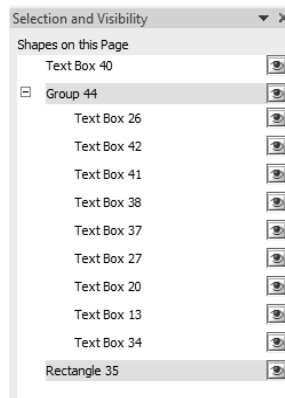 Selection and Visibility
Shapes on this Page
Text Box 40
Group 44
Text Box 26
Text Box 42
Text Box 41
Text Box 38
Text Box 37
Text Box 27
Text Box 20
Text Box 13
Text Box 34
Rectangle 35